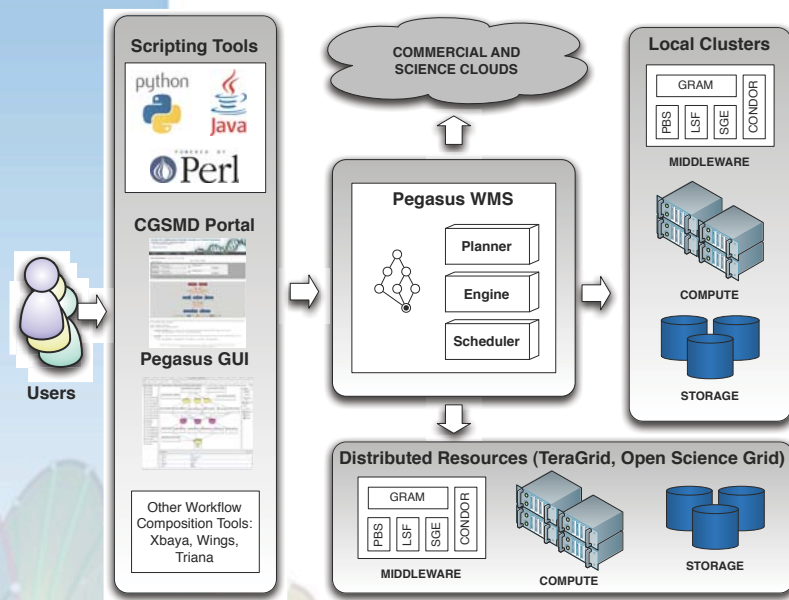 Scripting Tools
python
Java
POWERED BY
Perl
CGSMD Portal
Pegasus GUI
Other Workflow
Composition Tools:
Xbaya, Wings,
Triana
Users
COMMERCIAL AND
SCIENCE CLOUDS
Pegasus WMS
Planner
Engine
Scheduler
Local Clusters
GRAM
PBS
LSF
SGE
CONDOR
MIDDLEWARE
COMPUTE
STORAGE
Distributed Resources (TeraGrid, Open Science Grid)
GRAM
PBS
LSF
SGE
CONDOR
MIDDLEWARE
COMPUTE
STORAGE